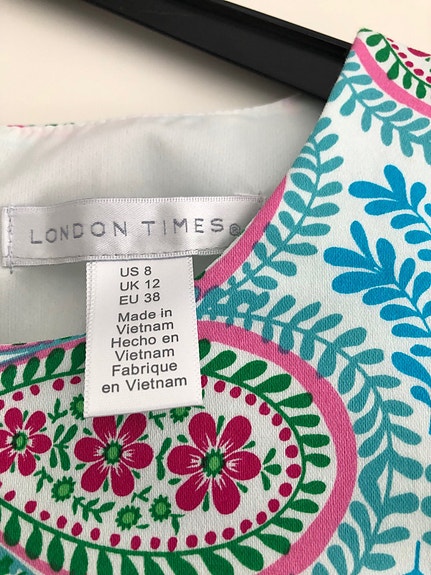 LONDON TIMES®
US 8
UK 12
EU 38
Made in
Vietnam
Hecho en
Vietnam
Fabrique
en Vietnam